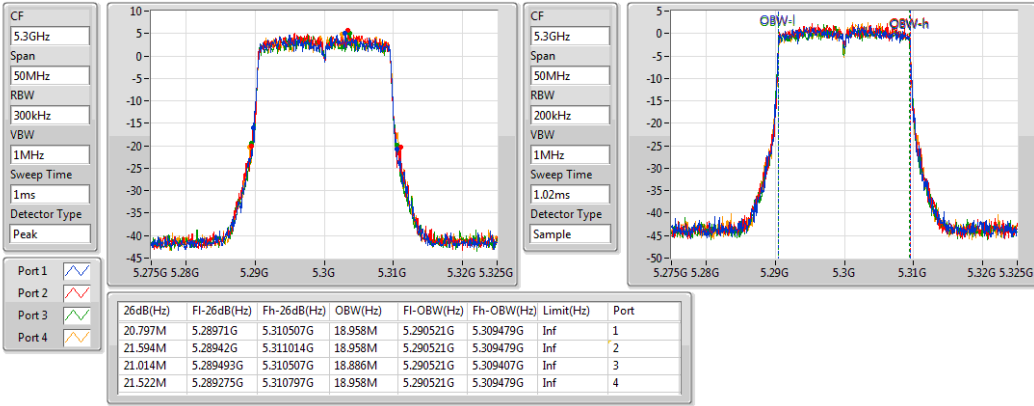 CF
5.3GHz
Span
50MHz
RBW
300kHz
VBW
1MHz
Sweep Time
1ms
Detector Type
Peak
10
5
0
-5
-10
-15
-20
-25
-30
-35
-40
-45
5.275G 5.28G 5.29G 5.3G 5.31G 5.32G 5.325G
CF
5.3GHz
Span
50MHz
RBW
200kHz
VBW
1MHz
Sweep Time
1.02ms
Detector Type
Sample
OBW-l OBW-h
5
0
-5
-10
-15
-20
-25
-30
-35
-40
-45
-50
5.275G 5.28G 5.29G 5.3G 5.31G 5.32G 5.325G
Port 1
Port 2
Port 3
Port 4
26dB(Hz) Fl-26dB(Hz) Fh-26dB(Hz) OBW(Hz) Fl-OBW(Hz) Fh-OBW(Hz) Limit(Hz) Port
20.797M 5.28971G 5.310507G 18.958M 5.290521G 5.309479G Inf 1
21.594M 5.28942G 5.311014G 18.958M 5.290521G 5.309479G Inf 2
21.014M 5.289493G 5.310507G 18.886M 5.290521G 5.309407G Inf 3
21.522M 5.289275G 5.310797G 18.958M 5.290521G 5.309479G Inf 4